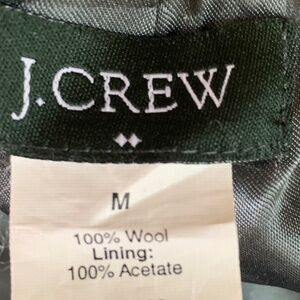 J.CREW
M
100% Wool
Lining:
100% Acetate